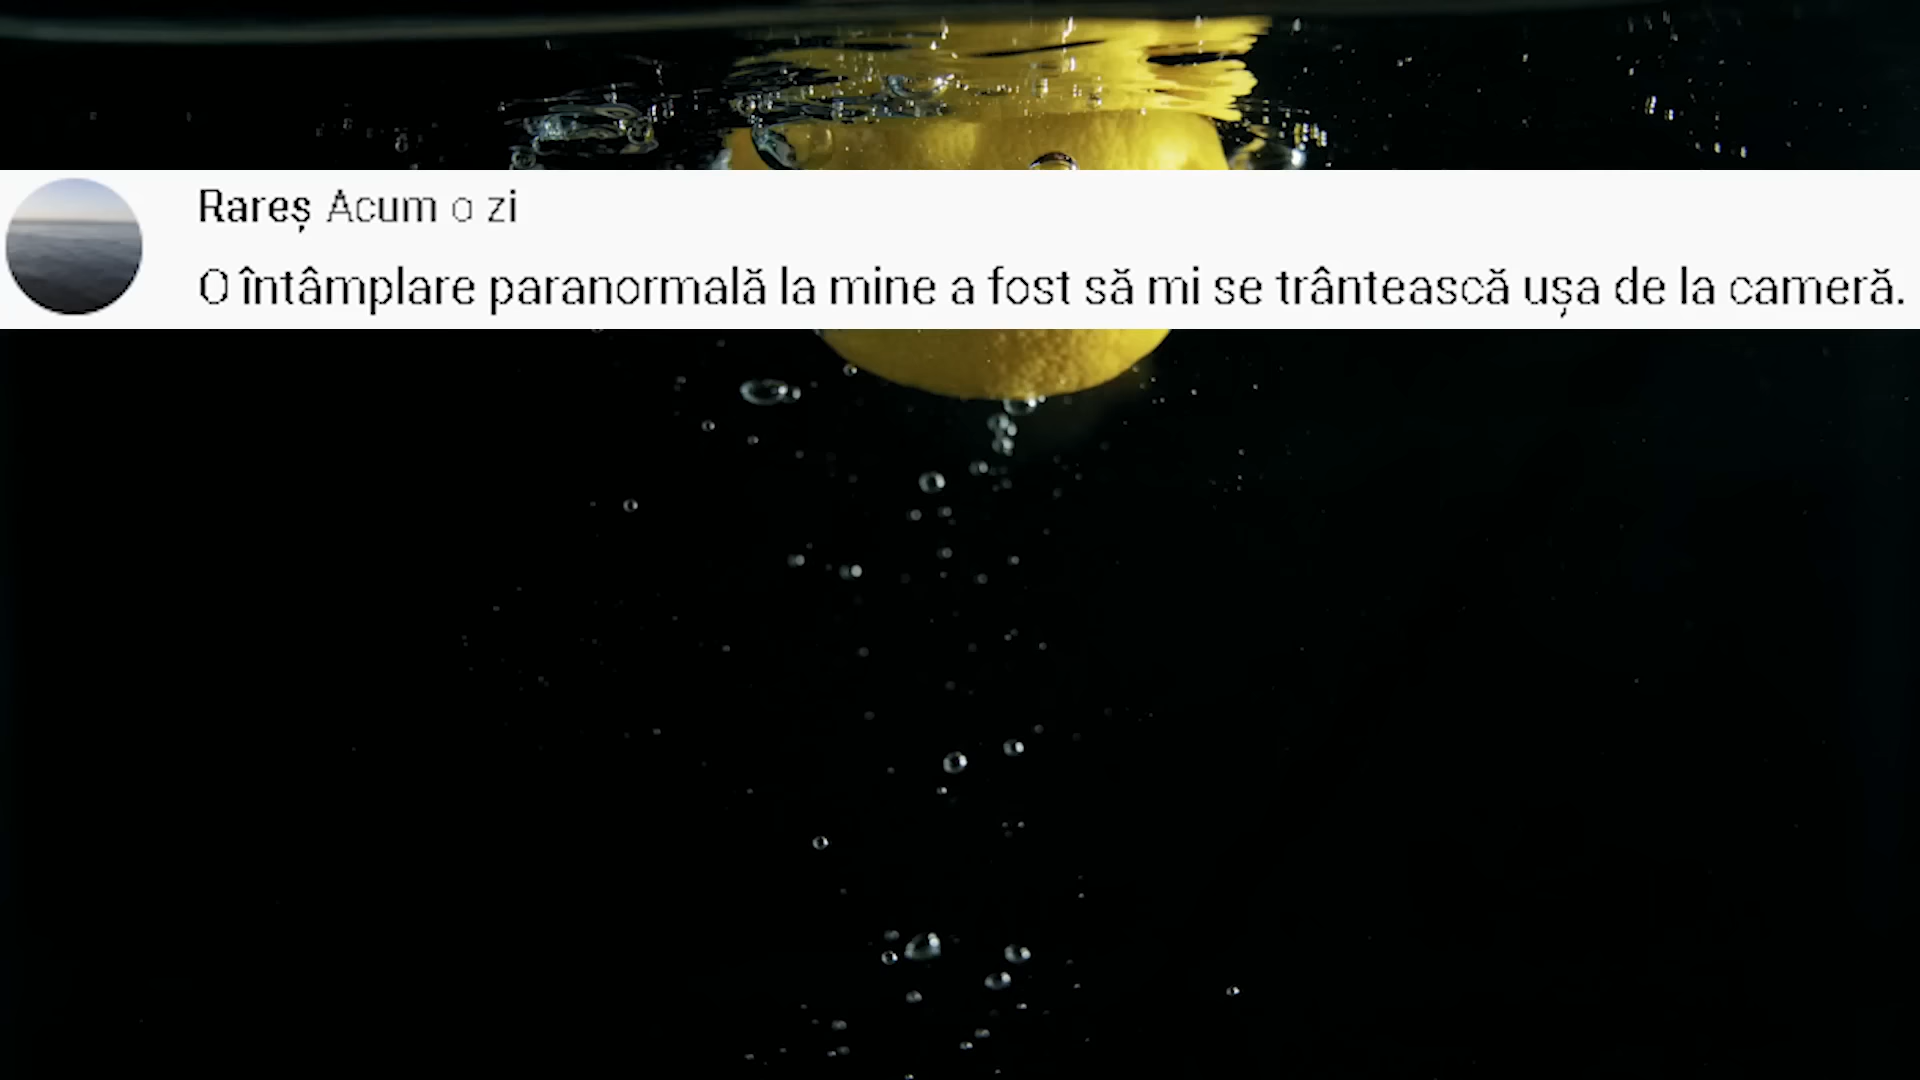 Rareș Acum o zi
O întâmplare paranormală la mine a fost să mi se trântească ușa de la cameră.